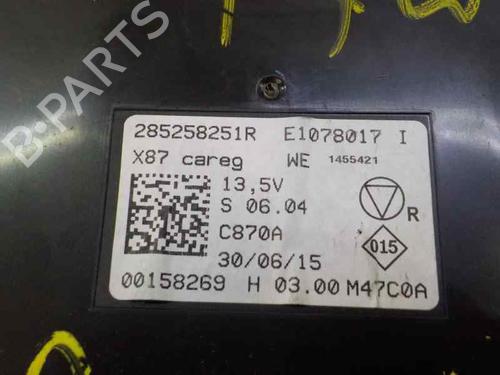 285258251R E1078017 I
X87 careg WE 1455421
13,5V
S 06.04
R
C870A
015
30/06/15
00158269 H 03.00 M47C0A